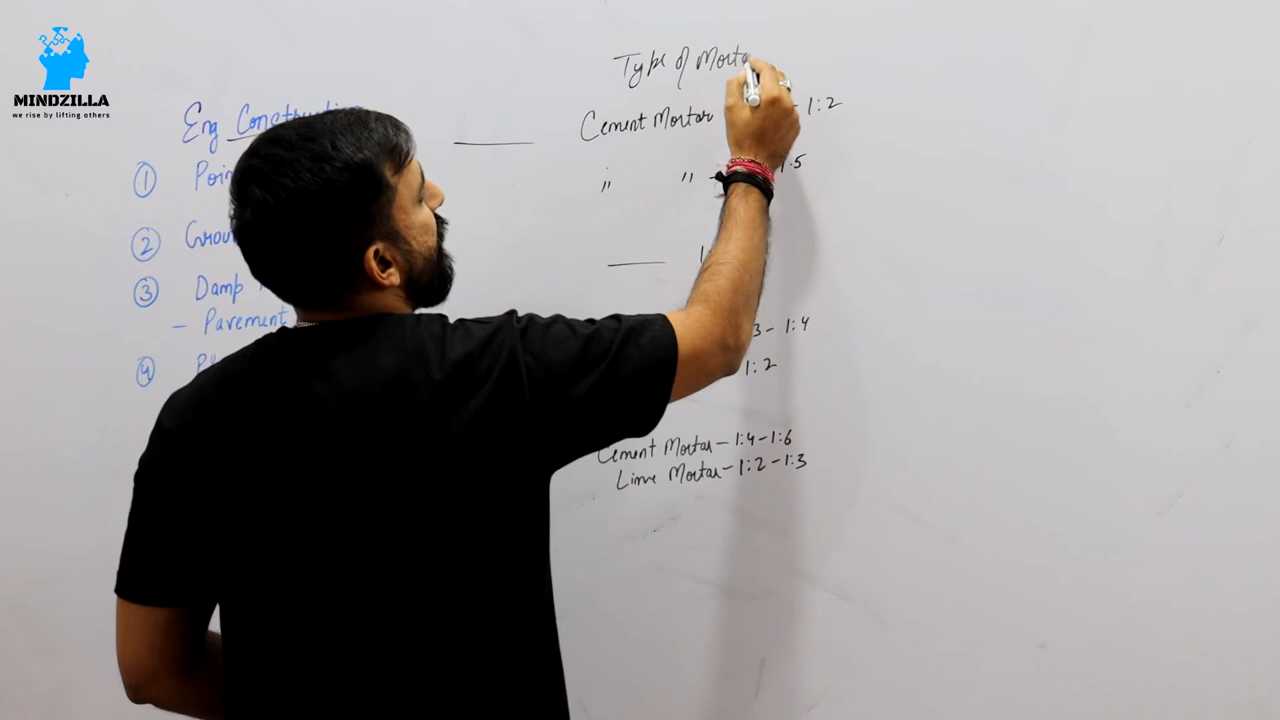 MINDZILLA
we rise by lifting others
Type of Morta
Eng Construction
Cement Mortar - 1:2
① Poin
〃 〃 - 1:5
② Grou
③ Damp
- Pavement
3 - 1:4
④
1:2
Cement Mortar - 1:4 - 1:6
Lime Mortar - 1:2 - 1:3